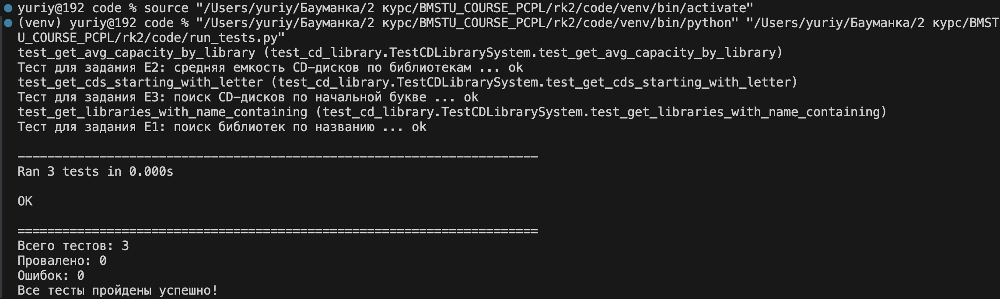 yuriy@192 code % source "/Users/yuriy/Бауманка/2 курс/BMSTU_COURSE_PCPL/rk2/code/venv/bin/activate"
(venv) yuriy@192 code % "/Users/yuriy/Бауманка/2 курс/BMSTU_COURSE_PCPL/rk2/code/venv/bin/python" "/Users/yuriy/Бауманка/2 курс/BMST
U_COURSE_PCPL/rk2/code/run_tests.py"
test_get_avg_capacity_by_library (test_cd_library.TestCDLibrarySystem.test_get_avg_capacity_by_library)
Тест для задания E2: средняя емкость CD-дисков по библиотекам ... ok
test_get_cds_starting_with_letter (test_cd_library.TestCDLibrarySystem.test_get_cds_starting_with_letter)
Тест для задания E3: поиск CD-дисков по начальной букве ... ok
test_get_libraries_with_name_containing (test_cd_library.TestCDLibrarySystem.test_get_libraries_with_name_containing)
Тест для задания E1: поиск библиотек по названию ... ok
----------------------------------------------------------------------
Ran 3 tests in 0.000s
OK
======================================================================
Всего тестов: 3
Провалено: 0
Ошибок: 0
Все тесты пройдены успешно!